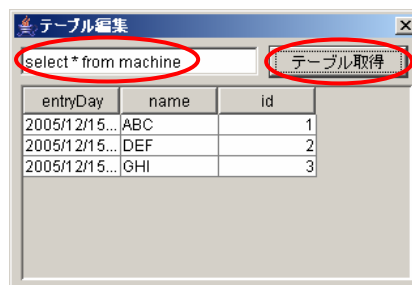 テーブル編集
select * from machine テーブル取得
entryDay name id
2005/12/15... ABC 1
2005/12/15... DEF 2
2005/12/15... GHI 3